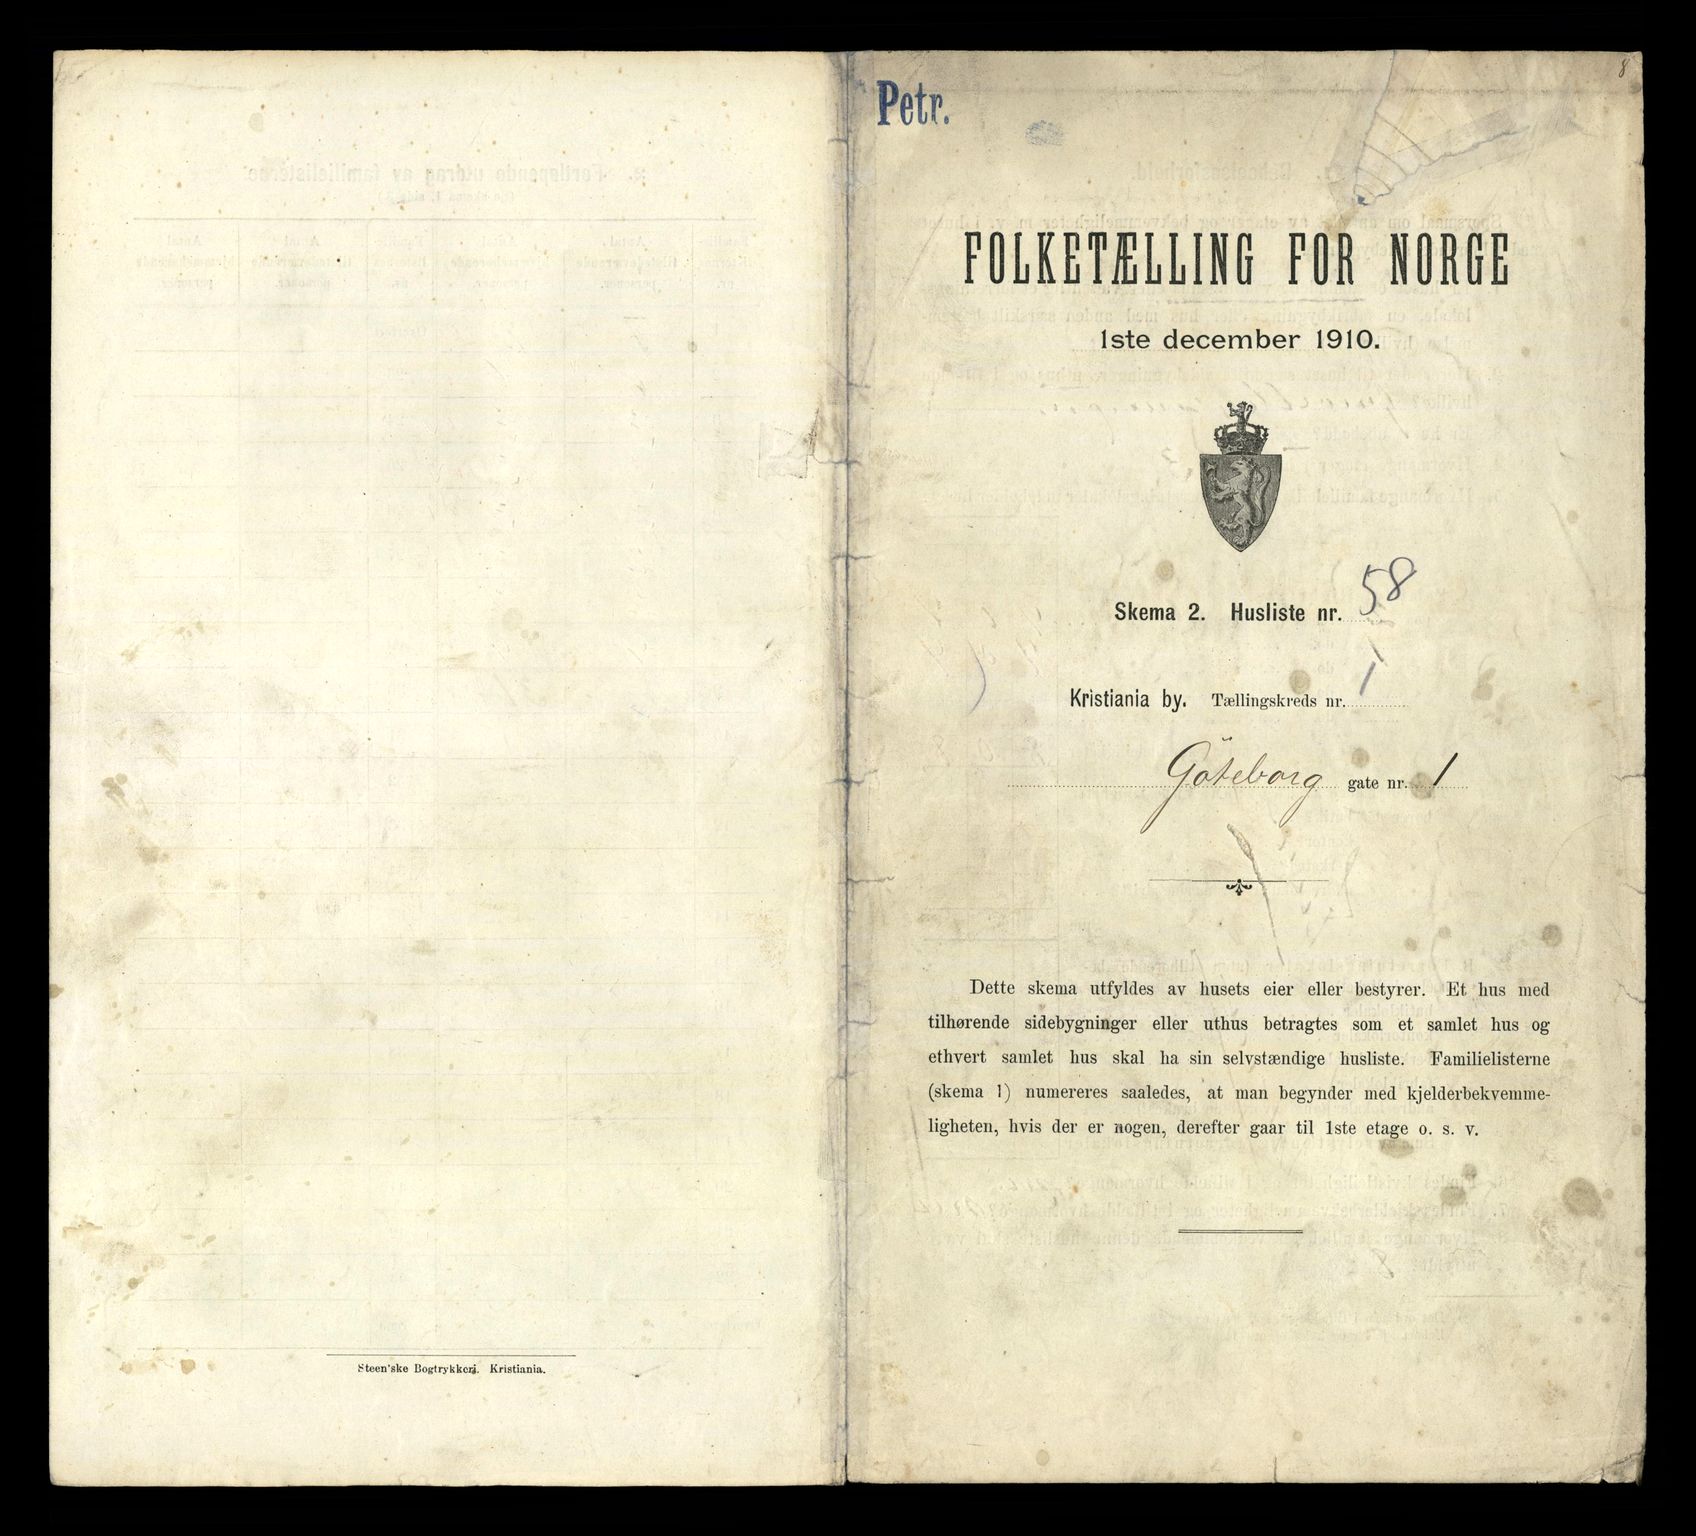 Petr.
8
FOLKETÆLLING FOR NORGE
1ste december 1910.
Skema 2. Husliste nr. 58
Kristiania by. Tællingskreds nr. 1
Göteborg gate nr. 1
Dette skema utfyldes av husets eier eller bestyrer. Et hus med
tilhørende sidebygninger eller uthus betragtes som et samlet hus og
ethvert samlet hus skal ha sin selvstændige husliste. Familielisterne
(skema 1) numereres saaledes, at man begynder med kjelderbekvemme-
ligheten, hvis der er nogen, derefter gaar til 1ste etage o. s. v.
Steen'ske Bogtrykkeri. Kristiania.